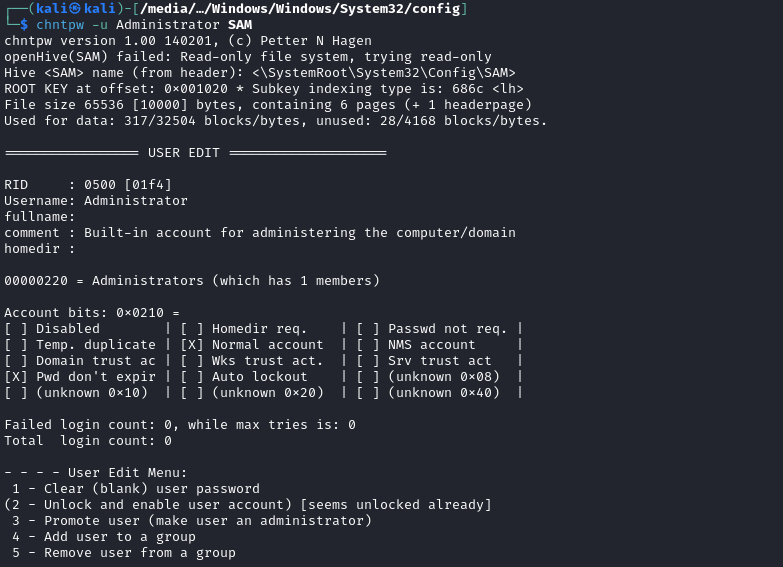 ┌──(kali㉿kali)-[/media/…/Windows/Windows/System32/config]
└─$ chntpw -u Administrator SAM
chntpw version 1.00 140201, (c) Petter N Hagen
openHive(SAM) failed: Read-only file system, trying read-only
Hive <SAM> name (from header): <\SystemRoot\System32\Config\SAM>
ROOT KEY at offset: 0×001020 * Subkey indexing type is: 686c <lh>
File size 65536 [10000] bytes, containing 6 pages (+ 1 headerpage)
Used for data: 317/32504 blocks/bytes, unused: 28/4168 blocks/bytes.

================= USER EDIT ====================

RID     : 0500 [01f4]
Username: Administrator
fullname:
comment : Built-in account for administering the computer/domain
homedir :

00000220 = Administrators (which has 1 members)

Account bits: 0×0210 =
[ ] Disabled        | [ ] Homedir req.    | [ ] Passwd not req. |
[ ] Temp. duplicate | [X] Normal account  | [ ] NMS account     |
[ ] Domain trust ac | [ ] Wks trust act.  | [ ] Srv trust act   |
[X] Pwd don't expir | [ ] Auto lockout    | [ ] (unknown 0×08)  |
[ ] (unknown 0×10)  | [ ] (unknown 0×20)  | [ ] (unknown 0×40)  |

Failed login count: 0, while max tries is: 0
Total  login count: 0

- - - - User Edit Menu:
 1 - Clear (blank) user password
(2 - Unlock and enable user account) [seems unlocked already]
 3 - Promote user (make user an administrator)
 4 - Add user to a group
 5 - Remove user from a group